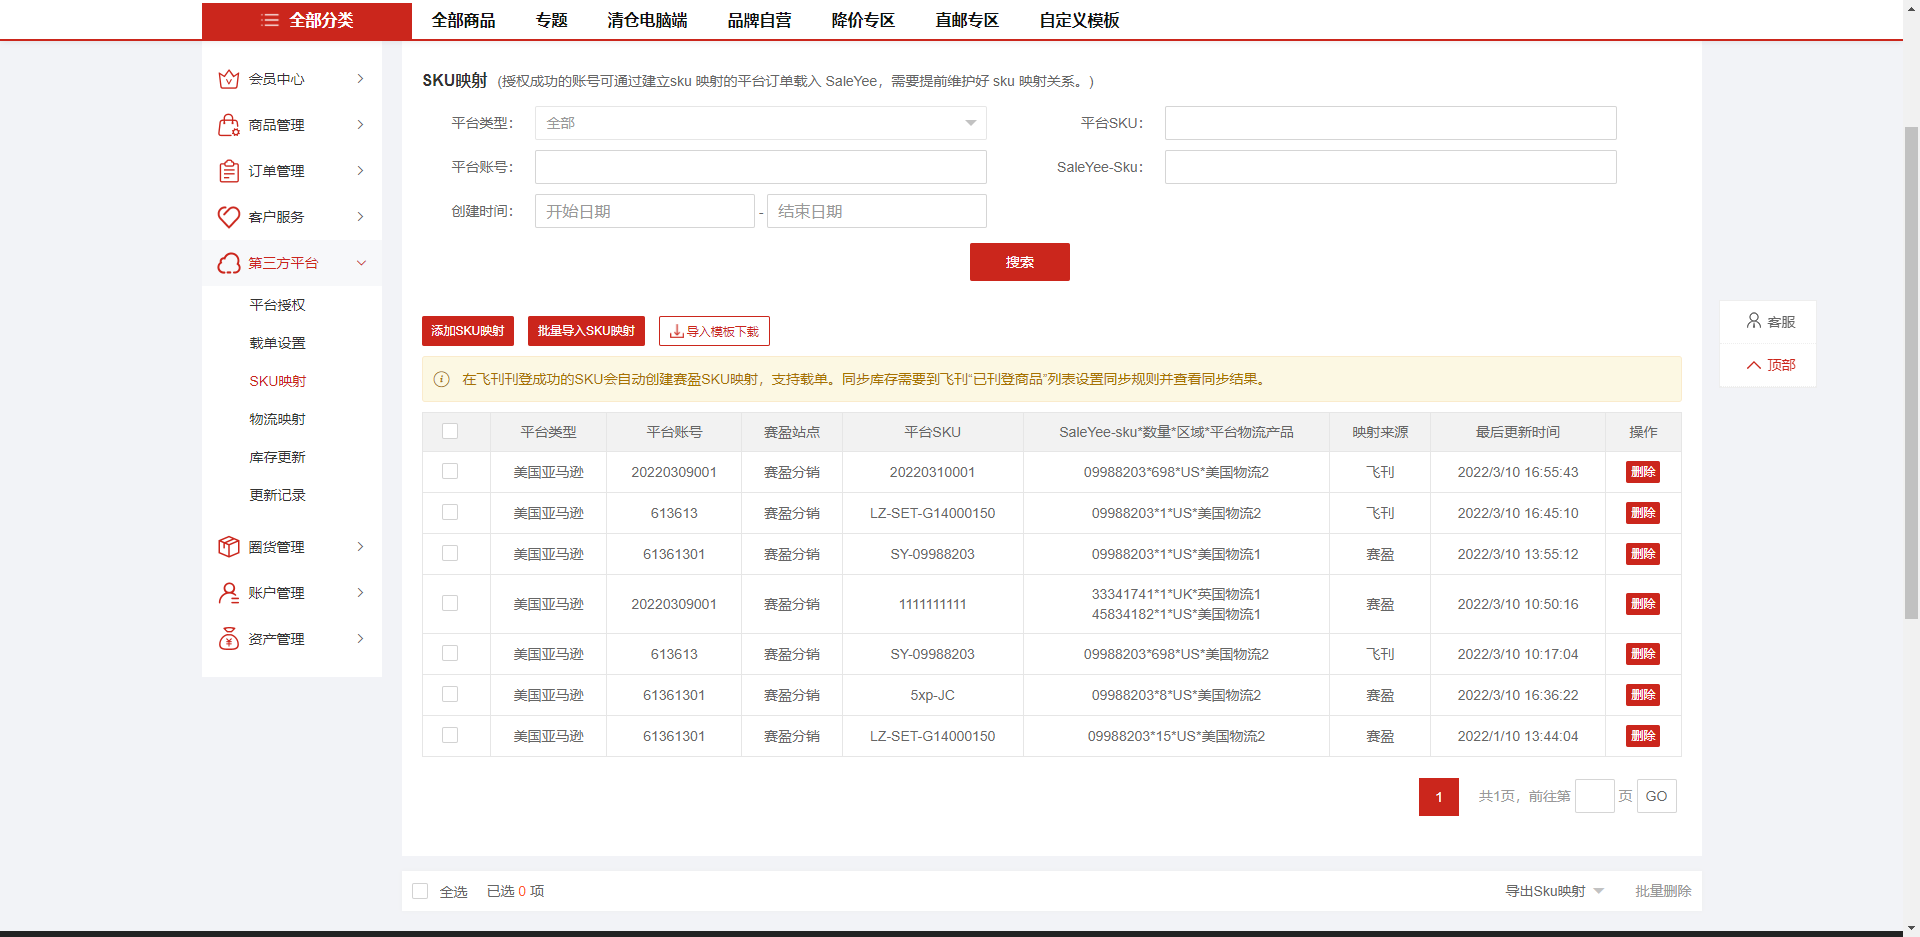 全部分类 全部商品 专题 清仓电脑端 品牌自营 降价专区 直邮专区 自定义模板
会员中心
商品管理
订单管理
客户服务
第三方平台
平台授权
载单设置
SKU映射
物流映射
库存更新
更新记录
圈货管理
账户管理
资产管理
SKU映射 (授权成功的账号可通过建立sku 映射的平台订单载入 SaleYee，需要提前维护好 sku 映射关系。)
平台类型： 全部 平台SKU：
平台账号： SaleYee-Sku：
创建时间： 开始日期 - 结束日期
搜索
添加SKU映射 批量导入SKU映射 导入模板下载
在飞刊刊登成功的SKU会自动创建赛盈SKU映射，支持载单。同步库存需要到飞刊“已刊登商品”列表设置同步规则并查看同步结果。
平台类型 平台账号 赛盈站点 平台SKU SaleYee-sku*数量*区域*平台物流产品 映射来源 最后更新时间 操作
美国亚马逊 20220309001 赛盈分销 20220310001 09988203*698*US*美国物流2 飞刊 2022/3/10 16:55:43 删除
美国亚马逊 613613 赛盈分销 LZ-SET-G14000150 09988203*1*US*美国物流2 飞刊 2022/3/10 16:45:10 删除
美国亚马逊 61361301 赛盈分销 SY-09988203 09988203*1*US*美国物流1 赛盈 2022/3/10 13:55:12 删除
美国亚马逊 20220309001 赛盈分销 1111111111 33341741*1*UK*英国物流1 赛盈 2022/3/10 10:50:16 删除
45834182*1*US*美国物流1
美国亚马逊 613613 赛盈分销 SY-09988203 09988203*698*US*美国物流2 飞刊 2022/3/10 10:17:04 删除
美国亚马逊 61361301 赛盈分销 5xp-JC 09988203*8*US*美国物流2 赛盈 2022/3/10 16:36:22 删除
美国亚马逊 61361301 赛盈分销 LZ-SET-G14000150 09988203*15*US*美国物流2 赛盈 2022/1/10 13:44:04 删除
1 共1页，前往第 页 GO
全选 已选 0 项 导出Sku映射 批量删除
客服
顶部